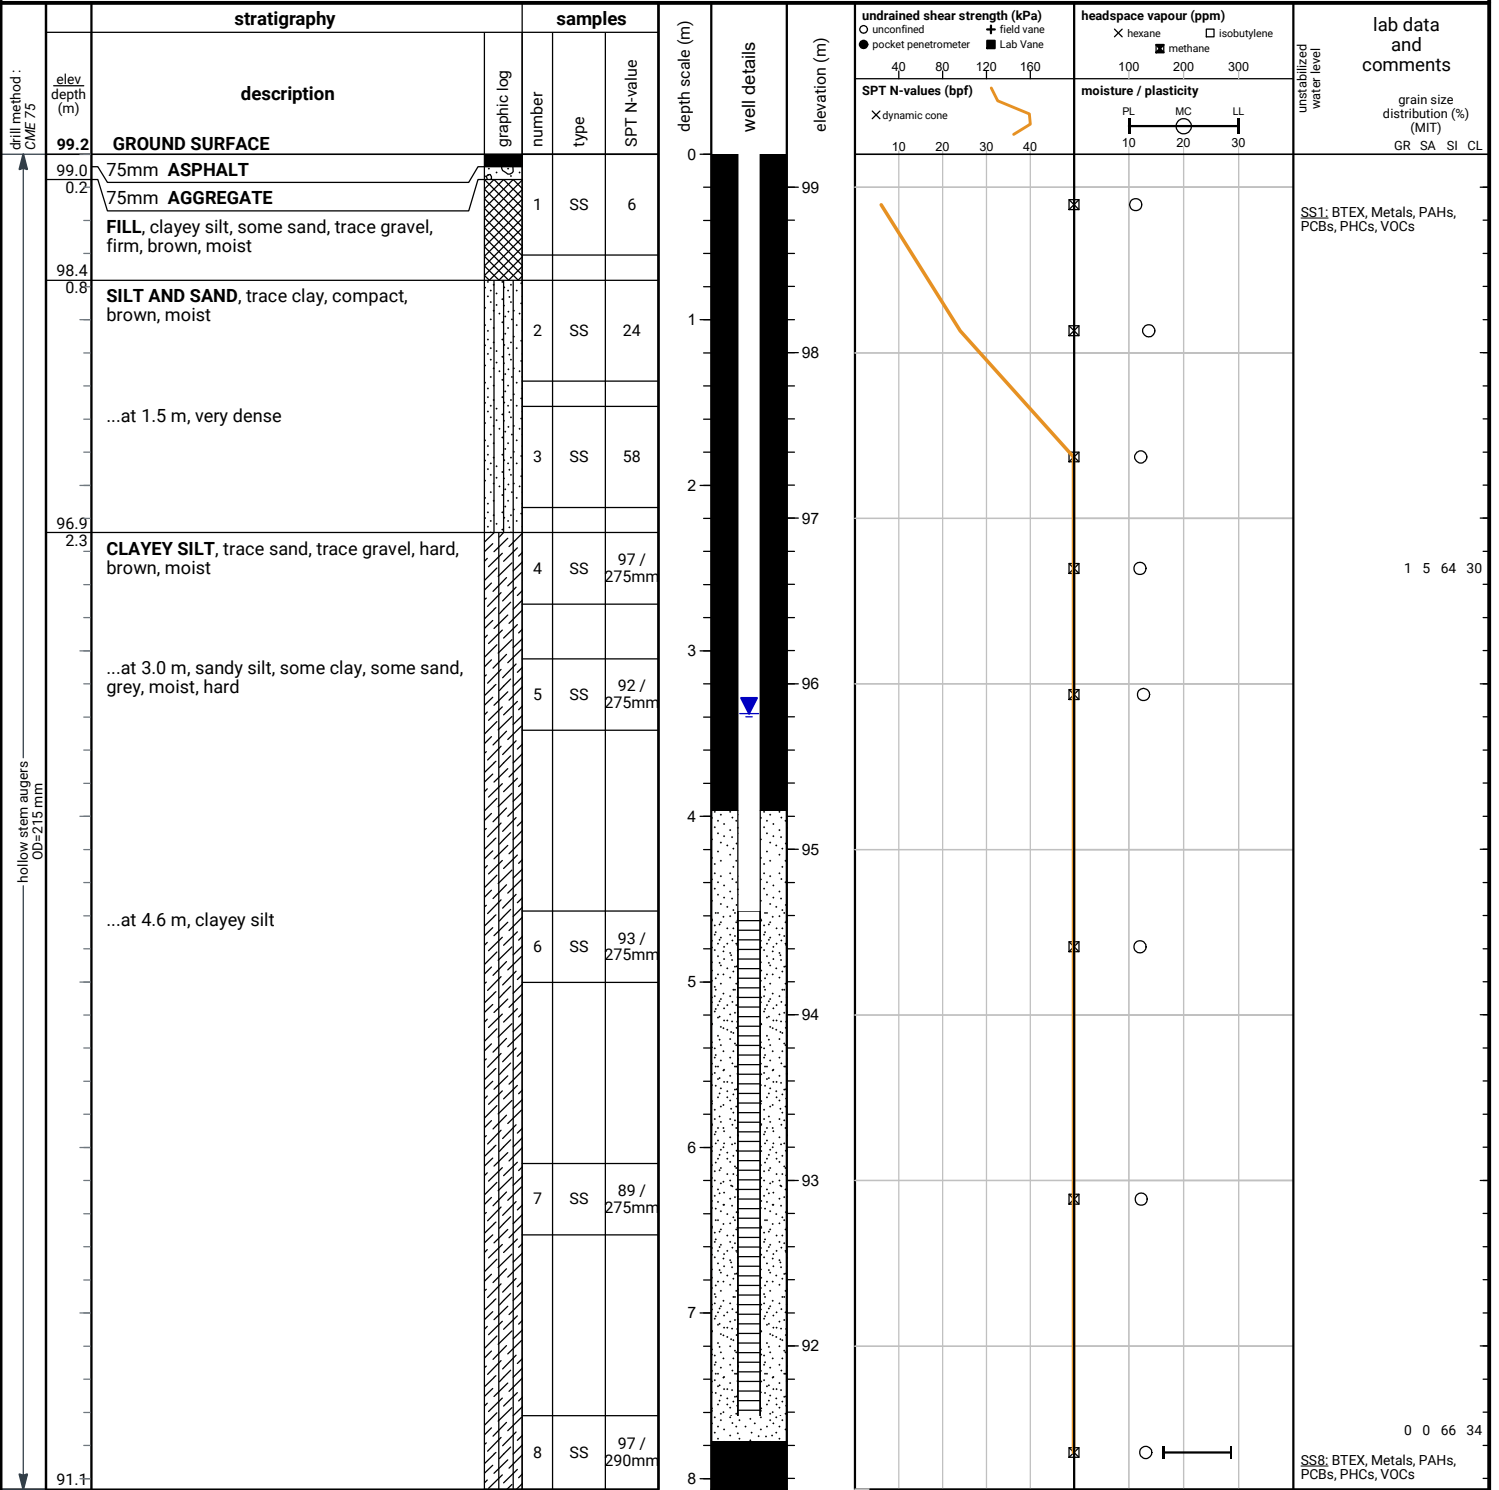 stratigraphy
samples
drill method :
CME 75
elev
depth
(m)
description
graphic log
number
type
SPT N-value
depth scale (m)
well details
elevation (m)
undrained shear strength (kPa)
unconfined
field vane
pocket penetrometer
Lab Vane
40 80 120 160
SPT N-values (bpf)
dynamic cone
10 20 30 40
headspace vapour (ppm)
hexane
isobutylene
methane
100 200 300
moisture / plasticity
PL MC LL
10 20 30
unstabilized
water level
lab data
and
comments
grain size
distribution (%)
(MIT)
GR SA SI CL
99.2 GROUND SURFACE
99.0
0.2
75mm ASPHALT
75mm AGGREGATE
FILL, clayey silt, some sand, trace gravel,
firm, brown, moist
98.4
0.8
SILT AND SAND, trace clay, compact,
brown, moist
...at 1.5 m, very dense
96.9
2.3
CLAYEY SILT, trace sand, trace gravel, hard,
brown, moist
...at 3.0 m, sandy silt, some clay, some sand,
grey, moist, hard
...at 4.6 m, clayey silt
91.1
hollow stem augers
OD=215 mm
1 SS 6
2 SS 24
3 SS 58
4 SS 97 /
275mm
5 SS 92 /
275mm
6 SS 93 /
275mm
7 SS 89 /
275mm
8 SS 97 /
290mm
0
1
2
3
4
5
6
7
8
99
98
97
96
95
94
93
92
SS1: BTEX, Metals, PAHs,
PCBs, PHCs, VOCs
1 5 64 30
0 0 66 34
SS8: BTEX, Metals, PAHs,
PCBs, PHCs, VOCs